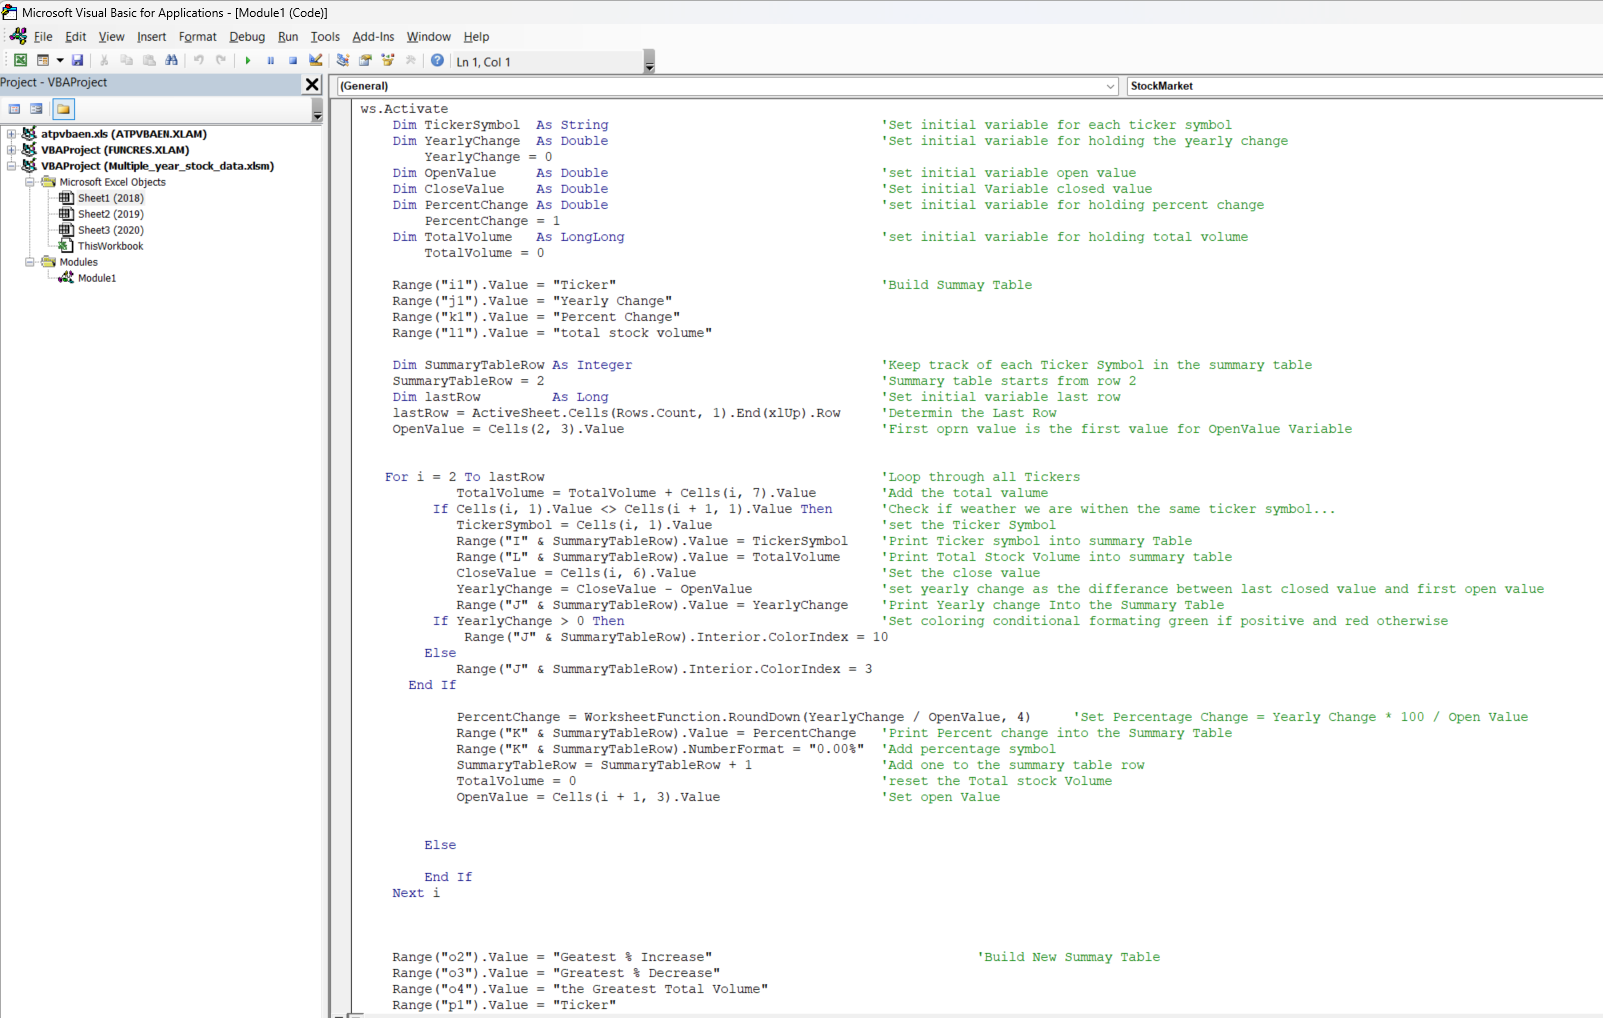 Microsoft Visual Basic for Applications - [Module1 (Code)]
File Edit View Insert Format Debug Run Tools Add-Ins Window Help
Ln 1, Col 1
Project - VBAProject
atpvbaen.xls (ATPVBAEN.XLAM)
VBAProject (FUNCRES.XLAM)
VBAProject (Multiple_year_stock_data.xlsm)
Microsoft Excel Objects
Sheet1 (2018)
Sheet2 (2019)
Sheet3 (2020)
ThisWorkbook
Modules
Module1
(General) StockMarket
ws.Activate
Dim TickerSymbol As String 'Set initial variable for each ticker symbol
Dim YearlyChange As Double 'Set initial variable for holding the yearly change
YearlyChange = 0
Dim OpenValue As Double 'set initial variable open value
Dim CloseValue As Double 'Set initial Variable closed value
Dim PercentChange As Double 'set initial variable for holding percent change
PercentChange = 1
Dim TotalVolume As LongLong 'set initial variable for holding total volume
TotalVolume = 0
Range("i1").Value = "Ticker" 'Build Summay Table
Range("j1").Value = "Yearly Change"
Range("k1").Value = "Percent Change"
Range("l1").Value = "total stock volume"
Dim SummaryTableRow As Integer 'Keep track of each Ticker Symbol in the summary table
SummaryTableRow = 2 'Summary table starts from row 2
Dim lastRow As Long 'Set initial variable last row
lastRow = ActiveSheet.Cells(Rows.Count, 1).End(xlUp).Row 'Determin the Last Row
OpenValue = Cells(2, 3).Value 'First oprn value is the first value for OpenValue Variable
For i = 2 To lastRow 'Loop through all Tickers
TotalVolume = TotalVolume + Cells(i, 7).Value 'Add the total valume
If Cells(i, 1).Value <> Cells(i + 1, 1).Value Then 'Check if weather we are withen the same ticker symbol...
TickerSymbol = Cells(i, 1).Value 'set the Ticker Symbol
Range("I" & SummaryTableRow).Value = TickerSymbol 'Print Ticker symbol into summary Table
Range("L" & SummaryTableRow).Value = TotalVolume 'Print Total Stock Volume into summary table
CloseValue = Cells(i, 6).Value 'Set the close value
YearlyChange = CloseValue - OpenValue 'set yearly change as the differance between last closed value and first open value
Range("J" & SummaryTableRow).Value = YearlyChange 'Print Yearly change Into the Summary Table
If YearlyChange > 0 Then 'Set coloring conditional formating green if positive and red otherwise
Range("J" & SummaryTableRow).Interior.ColorIndex = 10
Else
Range("J" & SummaryTableRow).Interior.ColorIndex = 3
End If
PercentChange = WorksheetFunction.RoundDown(YearlyChange / OpenValue, 4) 'Set Percentage Change = Yearly Change * 100 / Open Value
Range("K" & SummaryTableRow).Value = PercentChange 'Print Percent change into the Summary Table
Range("K" & SummaryTableRow).NumberFormat = "0.00%" 'Add percentage symbol
SummaryTableRow = SummaryTableRow + 1 'Add one to the summary table row
TotalVolume = 0 'reset the Total stock Volume
OpenValue = Cells(i + 1, 3).Value 'Set open Value
Else
End If
Next i
Range("o2").Value = "Geatest % Increase" 'Build New Summay Table
Range("o3").Value = "Greatest % Decrease"
Range("o4").Value = "the Greatest Total Volume"
Range("p1").Value = "Ticker"